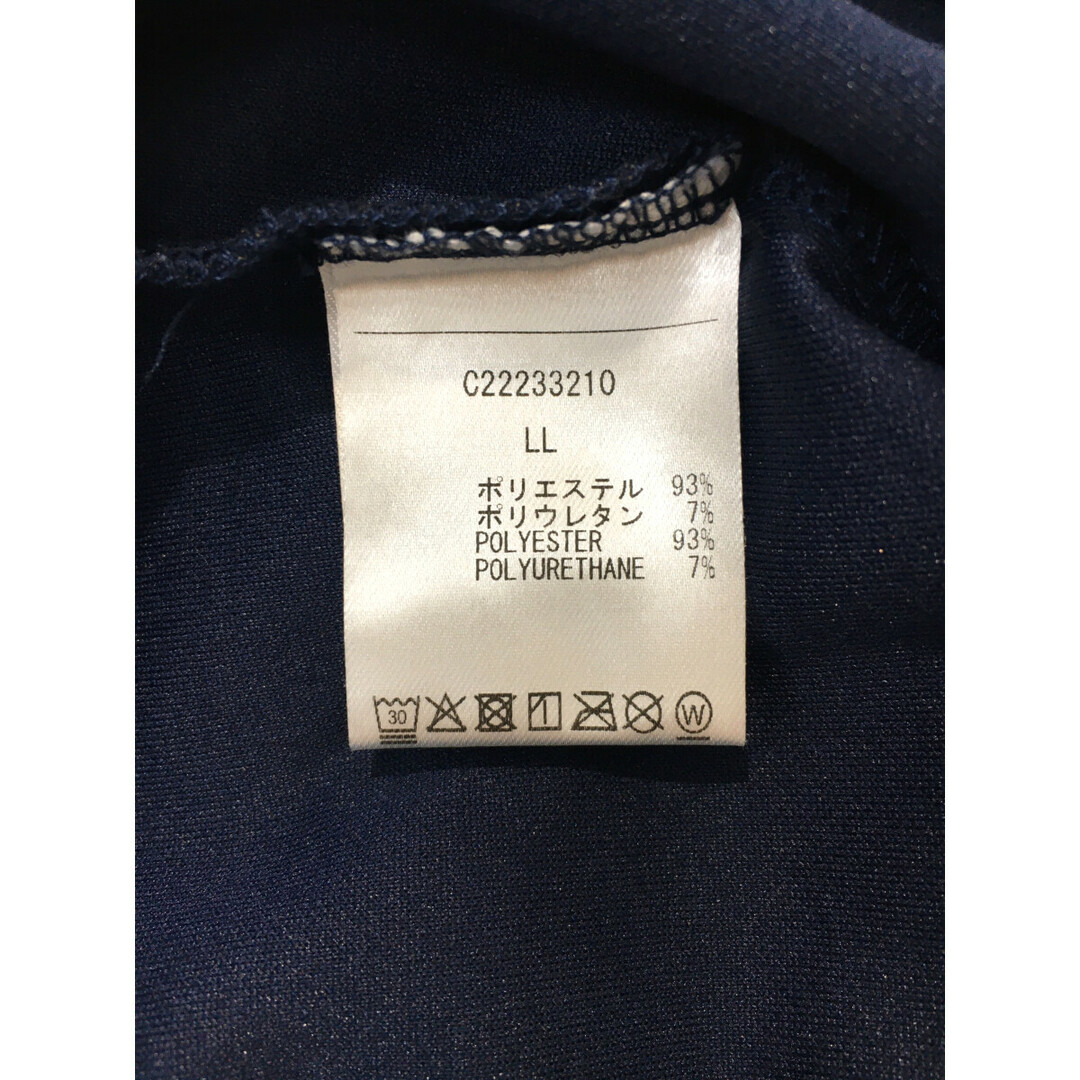 C22233210
LL
ポリエステル 93%
ポリウレタン 7%
POLYESTER 93%
POLYURETHANE 7%
30 W